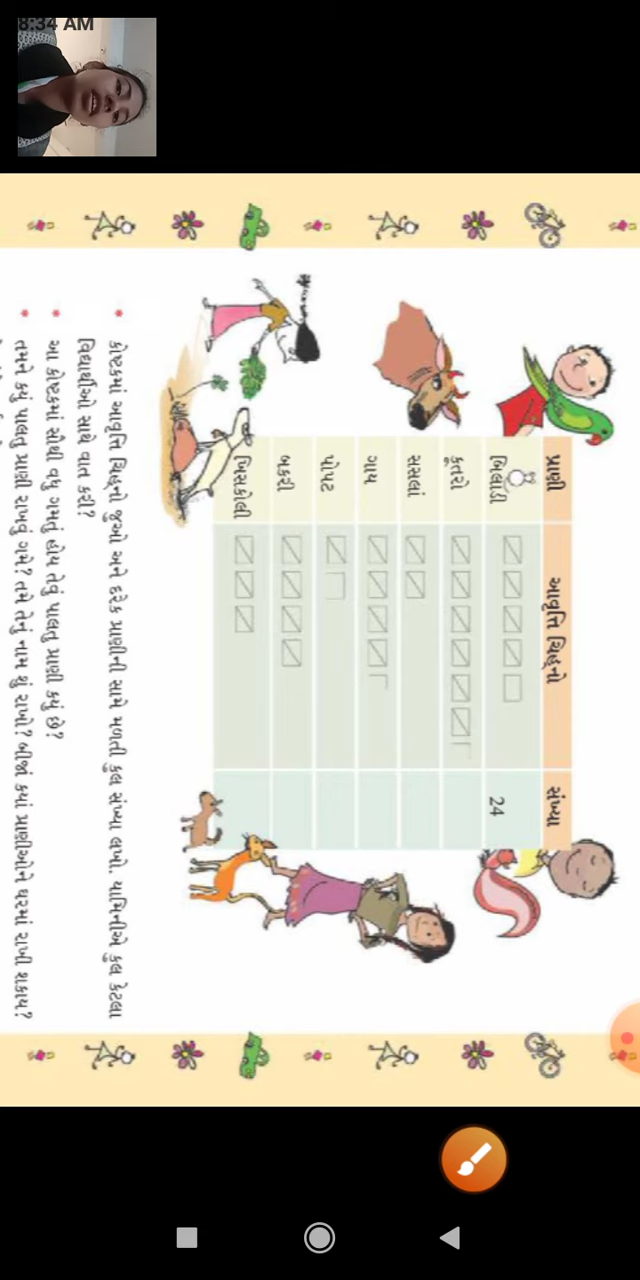 8:34 AM
પ્રાણી આવૃત્તિ ચિહ્નો સંખ્યા
બિલાડી 24
કૂતરો
સસલાં
ગાય
પોપટ
બકરી
ખિસકોલી
કોષ્ટકમાં આવૃત્તિ ચિહ્નો જુઓ અને દરેક પ્રાણીની સામે મળતી કુલ સંખ્યા લખો. યામિનીએ કુલ કેટલા
વિદ્યાર્થીઓ સાથે વાત કરી?
આ કોષ્ટકમાં સૌથી વધુ ગમતું હોય તેવું પાલતુ પ્રાણી કયું છે?
તમને કયું પાલતુ પ્રાણી રાખવું ગમે? તમે તેનું નામ શું રાખશો? બીજાં કયાં પ્રાણીઓને ઘરમાં રાખી શકાય?